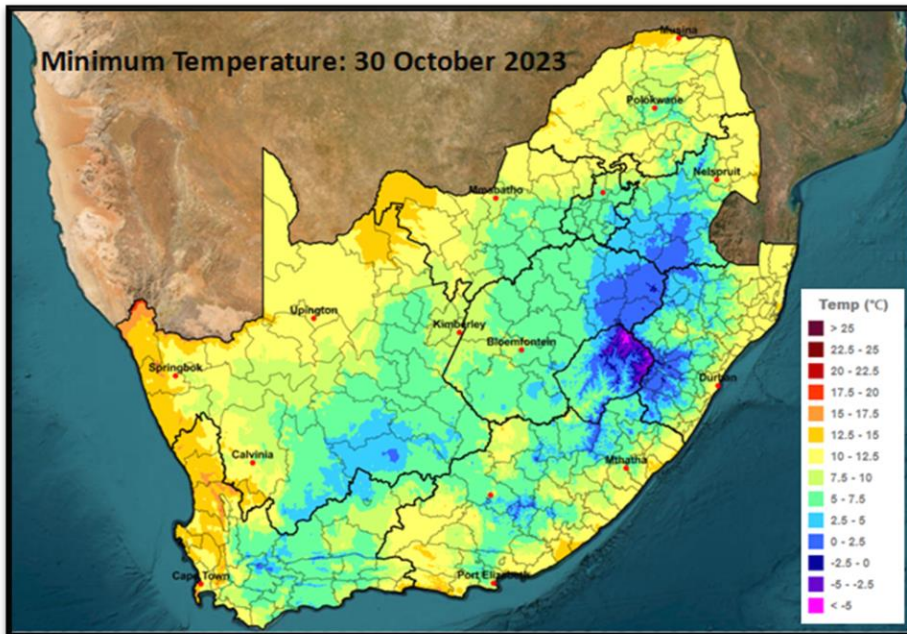 Minimum Temperature: 30 October 2023
Musina
Polokwane
Nelspruit
Mmabatho
Upington
Kimberley
Bloemfontein
Springbok
Durban
Calvinia
Mthatha
Cape Town
Port Elizabeth
Temp (°C)
> 25
22.5 - 25
20 - 22.5
17.5 - 20
15 - 17.5
12.5 - 15
10 - 12.5
7.5 - 10
5 - 7.5
2.5 - 5
0 - 2.5
-2.5 - 0
-5 - -2.5
< -5